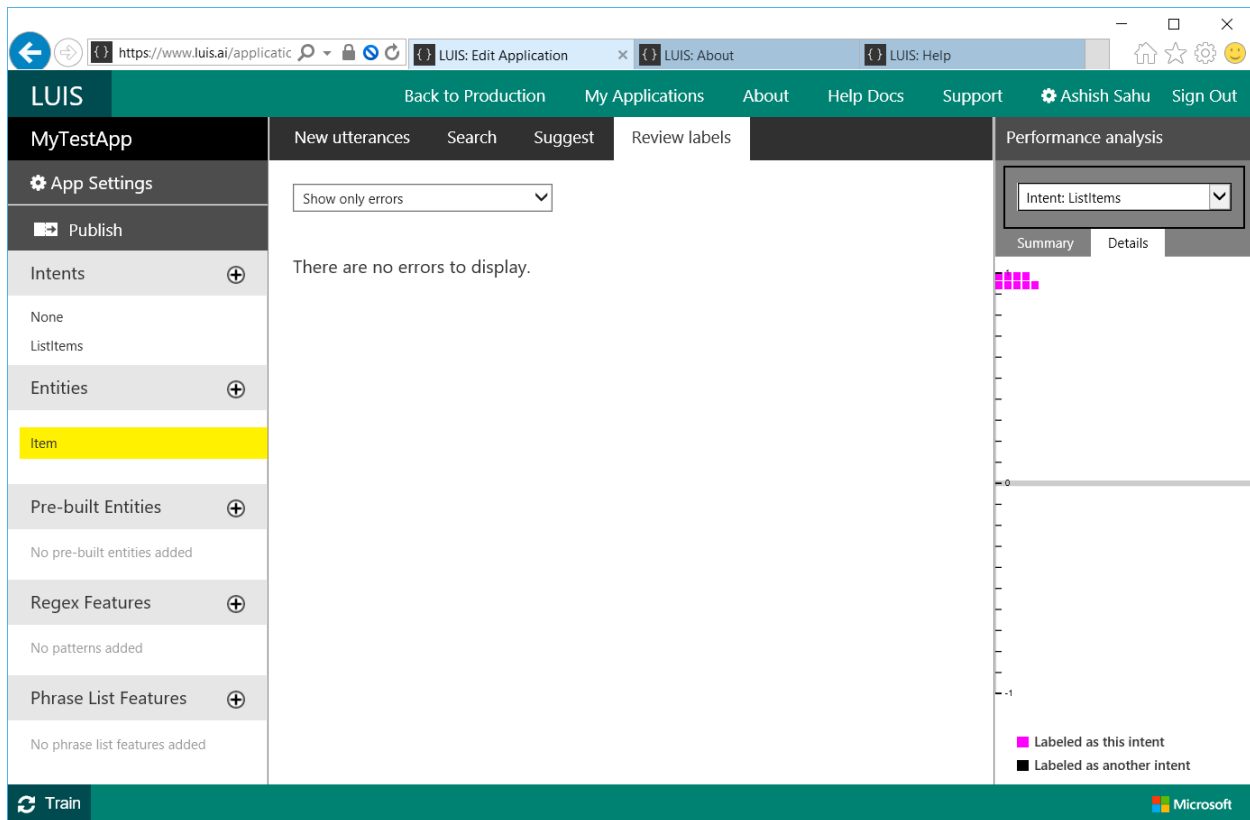 https://www.luis.ai/applicatic
LUIS: Edit Application
LUIS: About
LUIS: Help
LUIS
Back to Production
My Applications
About
Help Docs
Support
Ashish Sahu
Sign Out
MyTestApp
New utterances
Search
Suggest
Review labels
Performance analysis
App Settings
Show only errors
Intent: ListItems
Publish
Summary
Details
Intents
There are no errors to display.
1
None
ListItems
Entities
Item
0
Pre-built Entities
No pre-built entities added
Regex Features
No patterns added
Phrase List Features
-1
No phrase list features added
Labeled as this intent
Labeled as another intent
Train
Microsoft